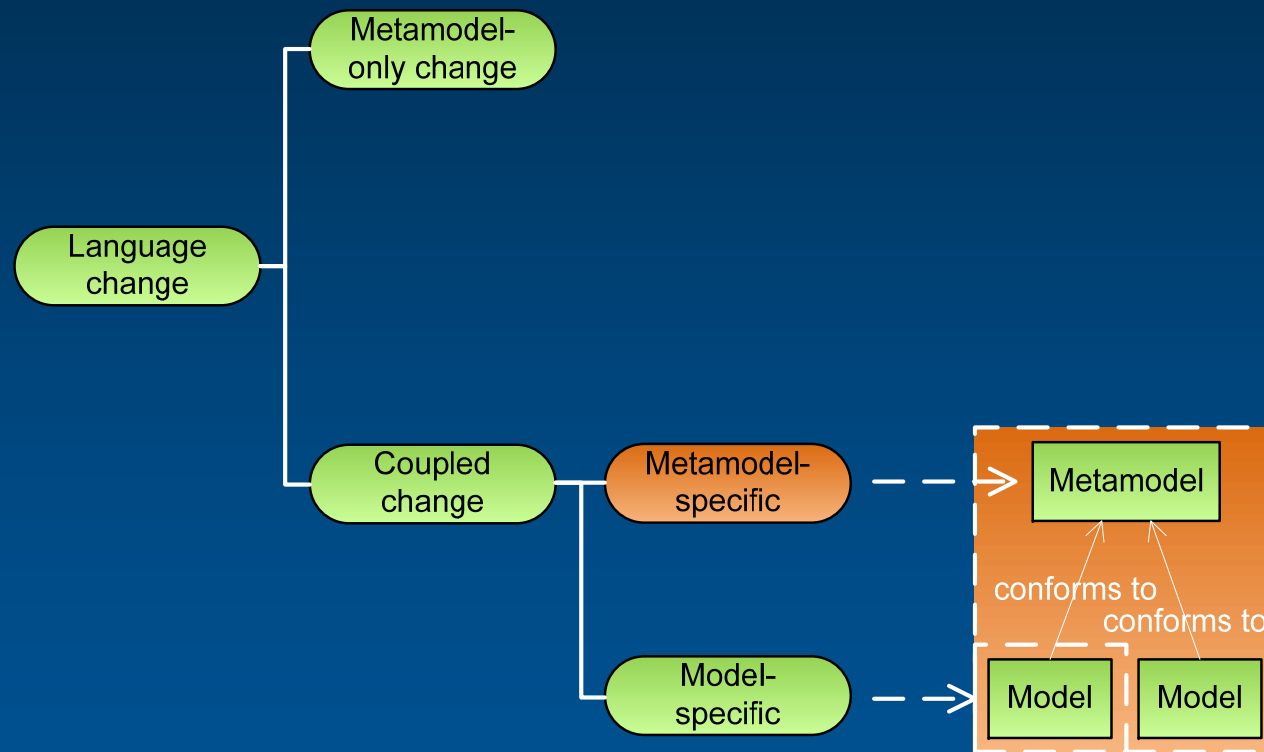 Metamodel-
only change
Language
change
Coupled
change
Metamodel-
specific
Metamodel
conforms to
conforms to
Model-
specific
Model
Model